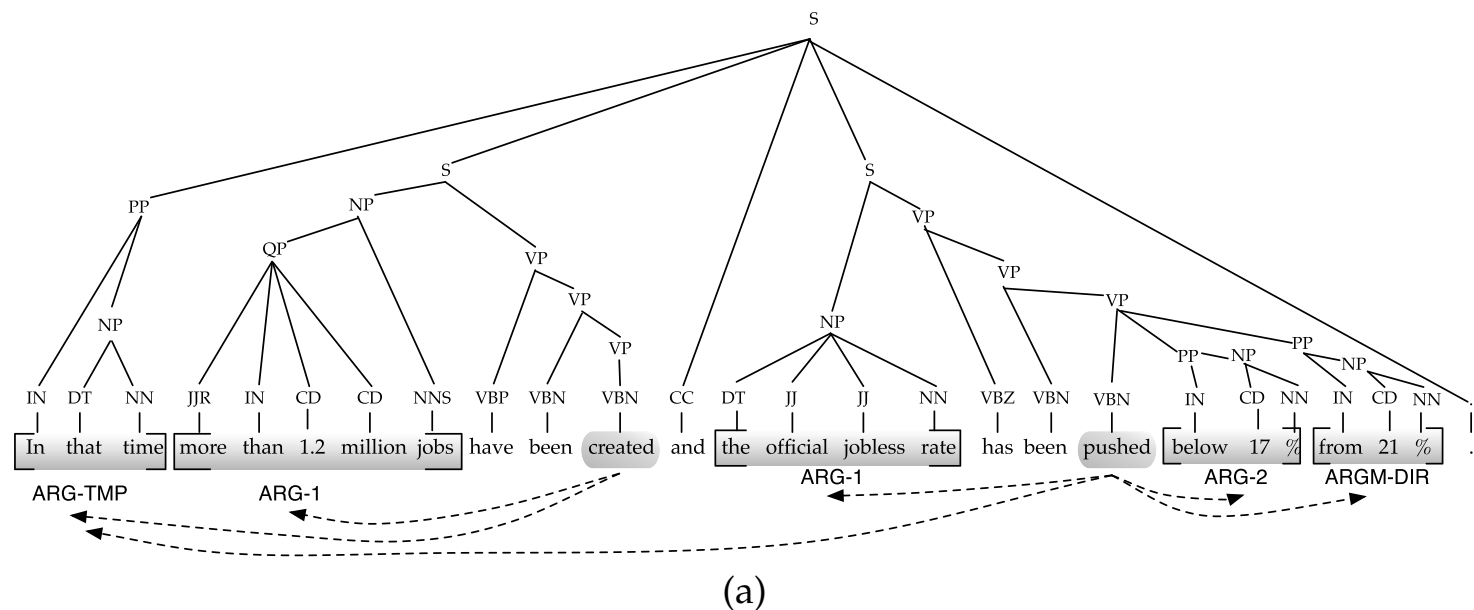 S
S S
PP NP VP
QP VP VP
VP VP
NP NP VP PP
VP PP NP NP
IN DT NN JJR IN CD CD NNS VBP VBN VBN CC DT JJ JJ NN VBZ VBN VBN IN CD NN IN CD NN .
In that time more than 1.2 million jobs have been created and the official jobless rate has been pushed below 17 % from 21 % .
ARG-TMP ARG-1 ARG-1 ARG-2 ARGM-DIR
(a)